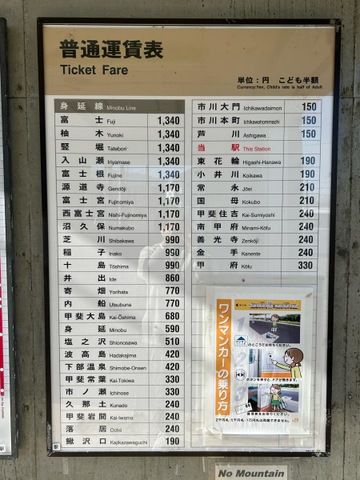 普通運賃表
Ticket Fare
単位：円　こども半額
Currency:Yen, Child's rate is half of Adult
身延線 Minobu Line
富士 Fuji 1,340
柚木 Yunoki 1,340
竪堀 Tatebori 1,340
入山瀬 Iriyamase 1,340
富士根 Fujine 1,340
源道寺 Gendōji 1,170
富士宮 Fujinomiya 1,170
西富士宮 Nishi-Fujinomiya 1,170
沼久保 Numakubo 1,170
芝川 Shibakawa 990
稲子 Inako 990
十島 Tōshima 990
井出 Ide 860
寄畑 Yorihata 770
内船 Utsubuna 770
甲斐大島 Kai-Ōshima 680
身延 Minobu 590
塩之沢 Shionosawa 510
波高島 Hadakajima 420
下部温泉 Shimobe-Onsen 420
甲斐常葉 Kai-Tokiwa 330
市ノ瀬 Ichinose 330
久那土 Kunado 240
甲斐岩間 Kai-Iwama 240
落居 Ochii 240
鰍沢口 Kajikazawaguchi 190
市川大門 Ichikawadaimon 150
市川本町 Ichikawahonmachi 150
芦川 Ashigawa 150
当駅 This Station
東花輪 Higashi-Hanawa 190
小井川 Koikawa 190
常永 Jōei 210
国母 Kokubo 210
甲斐住吉 Kai-Sumiyoshi 240
南甲府 Minami-Kōfu 240
善光寺 Zenkōji 240
金手 Kanente 240
甲府 Kōfu 330
ワンマンカーの乗り方
No Mountain